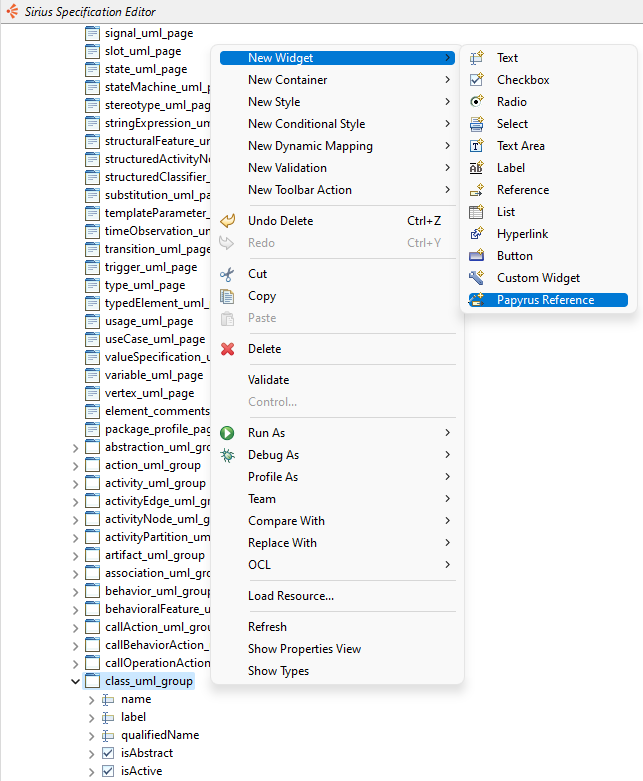 Sirius Specification Editor
signal_uml_page
slot_uml_page
state_uml_page
stateMachine_uml_p
stereotype_uml_pag
stringExpression_um
structuralFeature_um
structuredActivityNo
structuredClassifier_
substitution_uml_pag
templateParameter_
timeObservation_um
transition_uml_page
trigger_uml_page
type_uml_page
typedElement_uml_
usage_uml_page
useCase_uml_page
valueSpecification_u
variable_uml_page
vertex_uml_page
element_comments
package_profile_pag
abstraction_uml_gro
action_uml_group
activity_uml_group
activityEdge_uml_gr
activityNode_uml_g
activityPartition_uml
artifact_uml_group
association_uml_gro
behavior_uml_group
behavioralFeature_u
callAction_uml_grou
callBehaviorAction_
callOperationAction
class_uml_group
name
label
qualifiedName
isAbstract
isActive
New Widget
New Container
New Style
New Conditional Style
New Dynamic Mapping
New Validation
New Toolbar Action
Undo Delete Ctrl+Z
Redo Ctrl+Y
Cut
Copy
Paste
Delete
Validate
Control...
Run As
Debug As
Profile As
Team
Compare With
Replace With
OCL
Load Resource...
Refresh
Show Properties View
Show Types
Text
Checkbox
Radio
Select
Text Area
Label
Reference
List
Hyperlink
Button
Custom Widget
Papyrus Reference